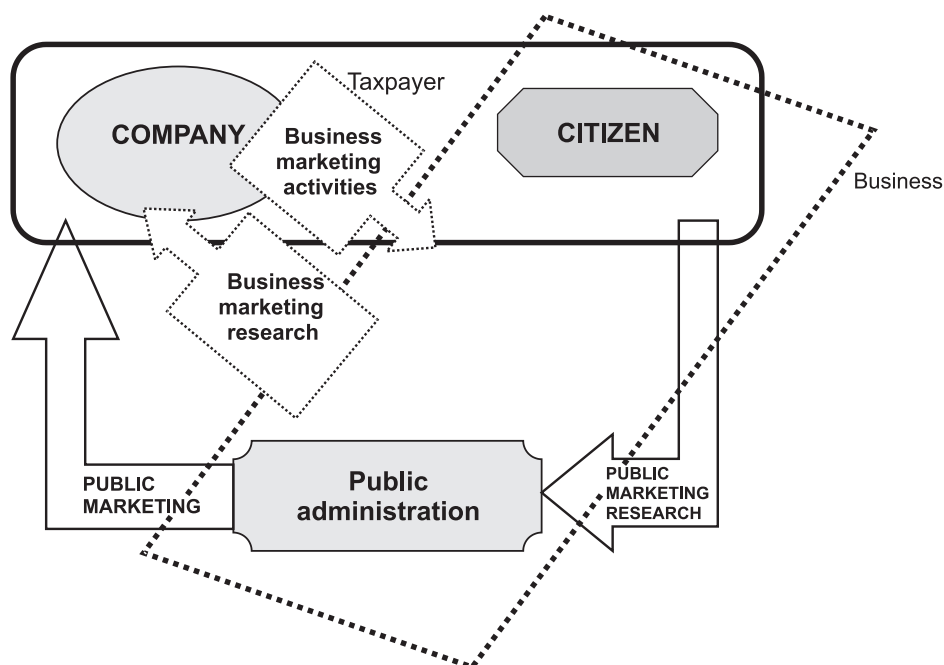 Taxpayer
COMPANY
Business
marketing
activities
CITIZEN
Business
Business
marketing
research
PUBLIC
MARKETING
Public
administration
PUBLIC
MARKETING
RESEARCH